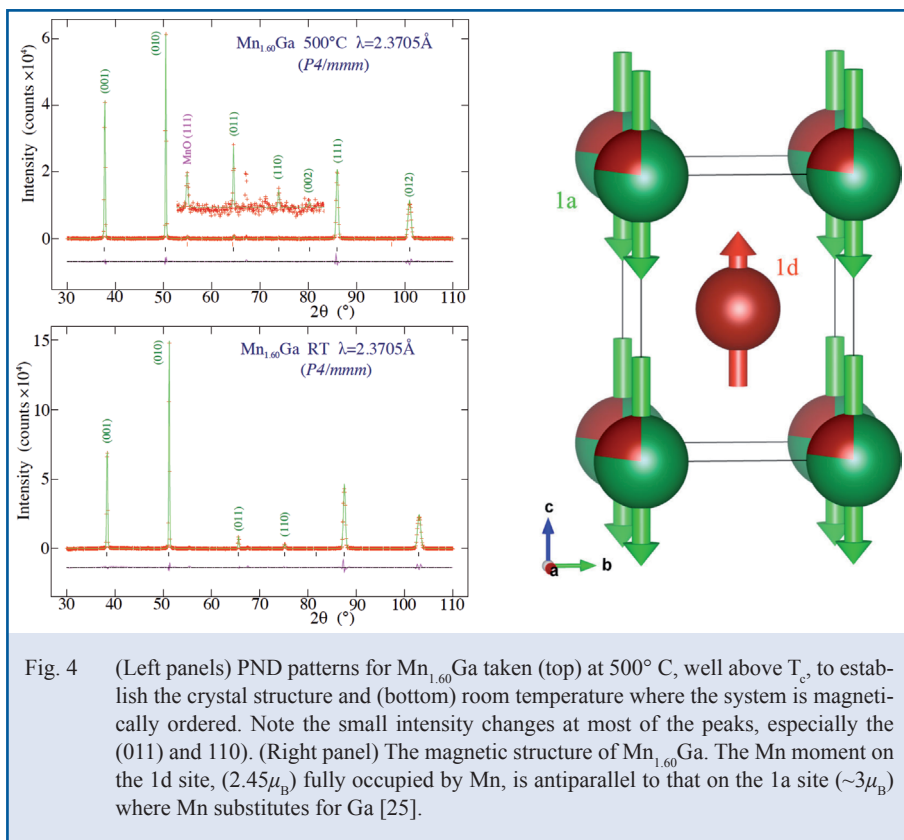 Mn1.60Ga 500°C λ=2.3705Å
(P4/mmm)
Intensity (counts ×10⁴)
6
4
2
0
(001)
(010)
MnO (111)
(011)
(110)
(002)
(111)
(012)
30 40 50 60 70 80 90 100 110
2θ (°)
Mn1.60Ga RT λ=2.3705Å
(P4/mmm)
Intensity (counts ×10⁴)
15
10
5
0
(001)
(010)
(011)
(110)
30 40 50 60 70 80 90 100 110
2θ (°)
1a
1d
c
a
b
Fig. 4 (Left panels) PND patterns for Mn1.60Ga taken (top) at 500° C, well above Tc, to estab-
lish the crystal structure and (bottom) room temperature where the system is magneti-
cally ordered. Note the small intensity changes at most of the peaks, especially the
(011) and 110). (Right panel) The magnetic structure of Mn1.60Ga. The Mn moment on
the 1d site, (2.45μB) fully occupied by Mn, is antiparallel to that on the 1a site (~3μB)
where Mn substitutes for Ga [25].